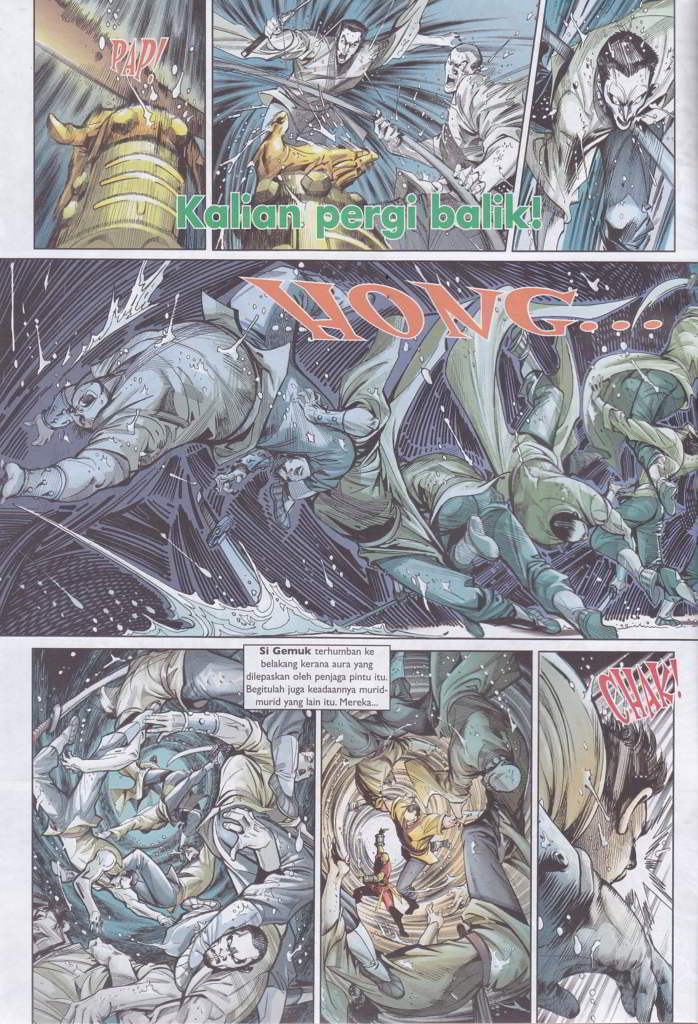 PAP!
Kalian pergi balik!
HONG...
Si Gemuk terhumban ke
belakang kerana aura yang
dilepaskan oleh penjaga pintu itu.
Begitulah juga keadaannya murid-
murid yang lain itu. Mereka...
CHAK!